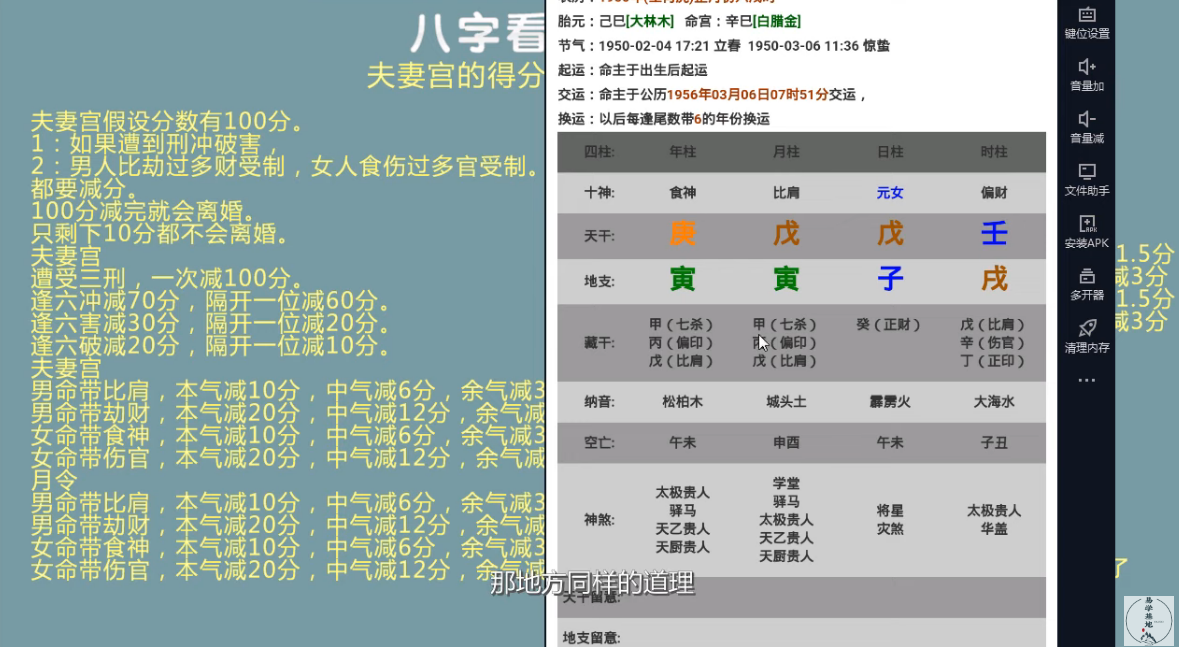 八字看
夫妻宫的得分
夫妻宫假设分数有100分。
1：如果遭到刑冲破害，
2：男人比劫过多财受制，女人食伤过多官受制。
都要减分。
100分减完就会离婚。
只剩下10分都不会离婚。
夫妻宫
遭受三刑，一次减100分。
逢六冲减70分，隔开一位减60分。
逢六害减30分，隔开一位减20分。
逢六破减20分，隔开一位减10分。
夫妻宫
男命带比肩，本气减10分，中气减6分，余气减3
男命带劫财，本气减20分，中气减12分，余气减
女命带食神，本气减10分，中气减6分，余气减3
女命带伤官，本气减20分，中气减12分，余气减
月令
男命带比肩，本气减10分，中气减6分，余气减3
男命带劫财，本气减20分，中气减12分，余气减
女命带食神，本气减10分，中气减6分，余气减3
女命带伤官，本气减20分，中气减12分，余气减
胎元：己巳[大林木] 命宫：辛巳[白腊金]
节气：1950-02-04 17:21 立春 1950-03-06 11:36 惊蛰
起运：命主于出生后起运
交运：命主于公历1956年03月06日07时51分交运，
换运：以后每逢尾数带6的年份换运
四柱: 年柱 月柱 日柱 时柱
十神: 食神 比肩 元女 偏财
天干: 庚 戊 戊 壬
地支: 寅 寅 子 戌
甲（七杀） 甲（七杀） 癸（正财） 戊（比肩）
藏干: 丙（偏印） 丙（偏印） 辛（伤官）
戊（比肩） 戊（比肩） 丁（正印）
纳音: 松柏木 城头土 霹雳火 大海水
空亡: 午未 申酉 午未 子丑
神煞:
太极贵人
驿马
天乙贵人
天厨贵人
学堂
驿马
太极贵人
天乙贵人
天厨贵人
将星
灾煞
太极贵人
华盖
天干留意:
地支留意:
那地方同样的道理
键位设置
音量加
音量减
文件助手
安装APK
多开器
清理内存
1.5分
减3分
1.5分
减3分
了
易学基地